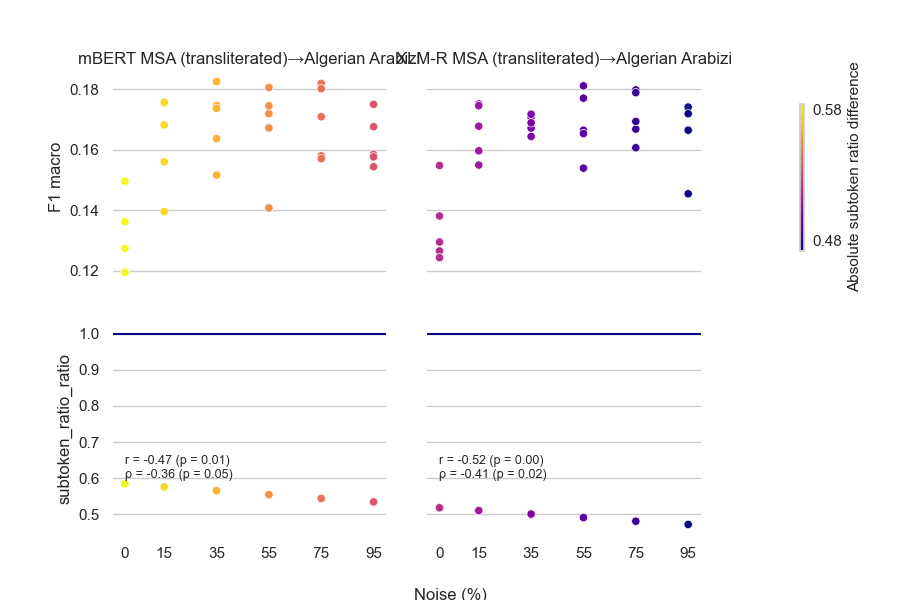 mBERT MSA (transliterated)→Algerian Arabizi
XLM-R MSA (transliterated)→Algerian Arabizi
F1 macro
0.18
0.16
0.14
0.12
Absolute subtoken ratio difference
0.58
0.48
subtoken_ratio_ratio
1.0
0.9
0.8
0.7
0.6
0.5
r = -0.47 (p = 0.01)
ρ = -0.36 (p = 0.05)
r = -0.52 (p = 0.00)
ρ = -0.41 (p = 0.02)
0 15 35 55 75 95
0 15 35 55 75 95
Noise (%)